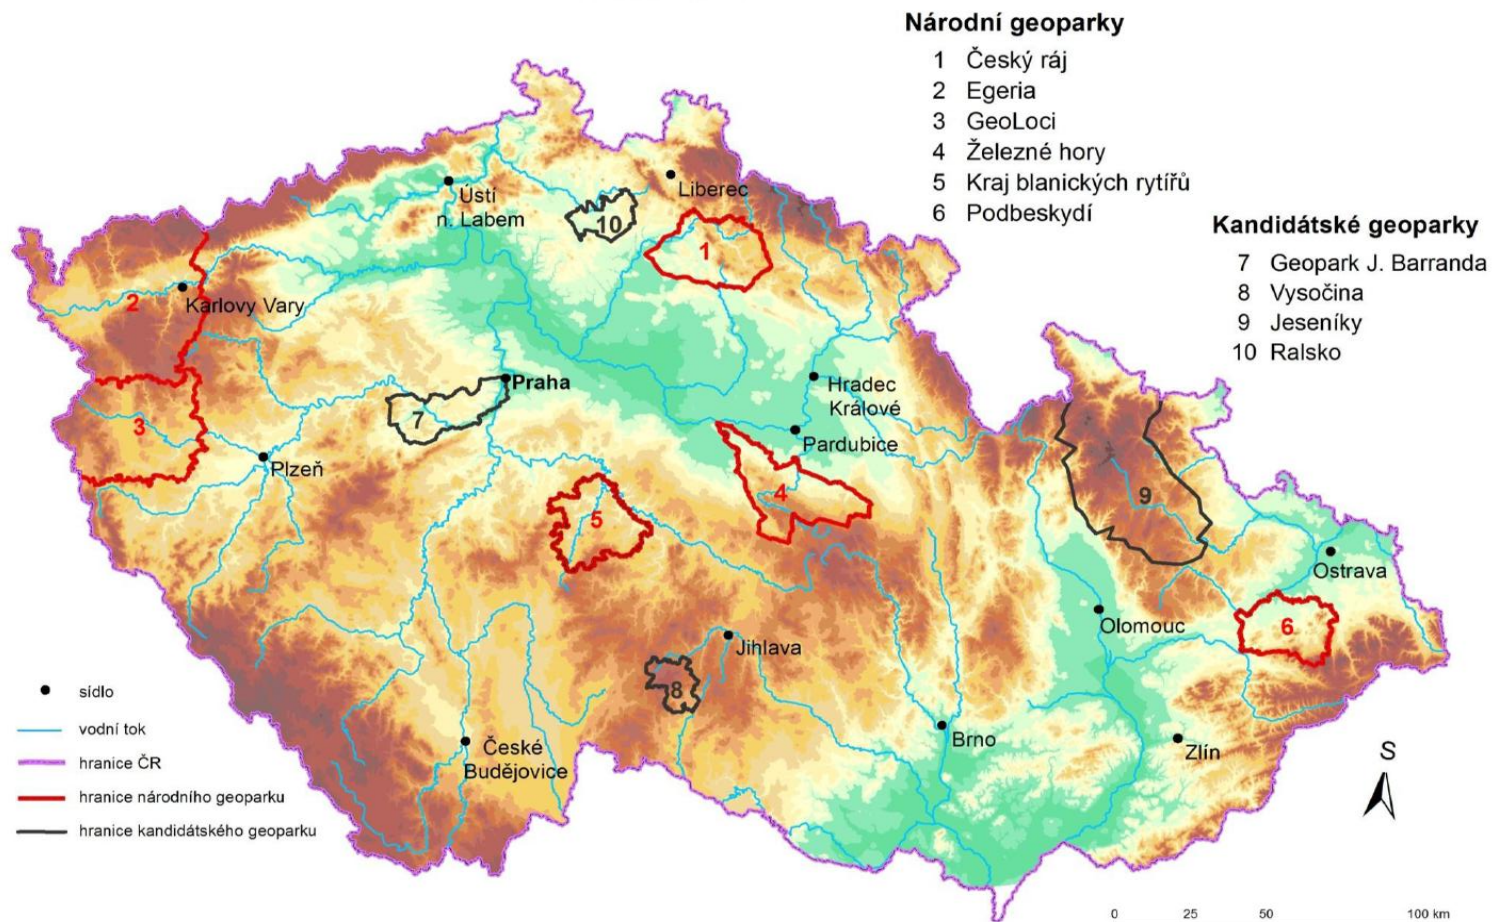 Národní geoparky
1 Český ráj
2 Egeria
3 GeoLoci
4 Železné hory
5 Kraj blanických rytířů
6 Podbeskydí
Kandidátské geoparky
7 Geopark J. Barranda
8 Vysočina
9 Jeseníky
10 Ralsko
Liberec
Ústí
n. Labem
10
1
2
Karlovy Vary
Praha
Hradec
Králové
7
3
Pardubice
Plzeň
4
9
5
Ostrava
Olomouc
6
Jihlava
8
Brno
Zlín
České
Budějovice
sídlo
vodní tok
hranice ČR
hranice národního geoparku
hranice kandidátského geoparku
S
0 25 50 100 km